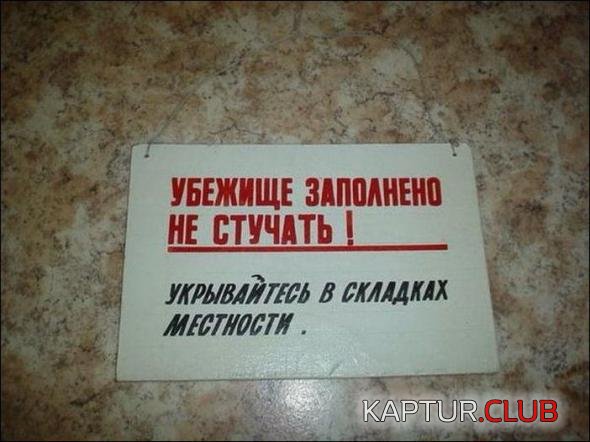 УБЕЖИЩЕ ЗАПОЛНЕНО
НЕ СТУЧАТЬ !
УКРЫВАЙТЕСЬ В СКЛАДКАХ
МЕСТНОСТИ .
KAPTUR.CLUB